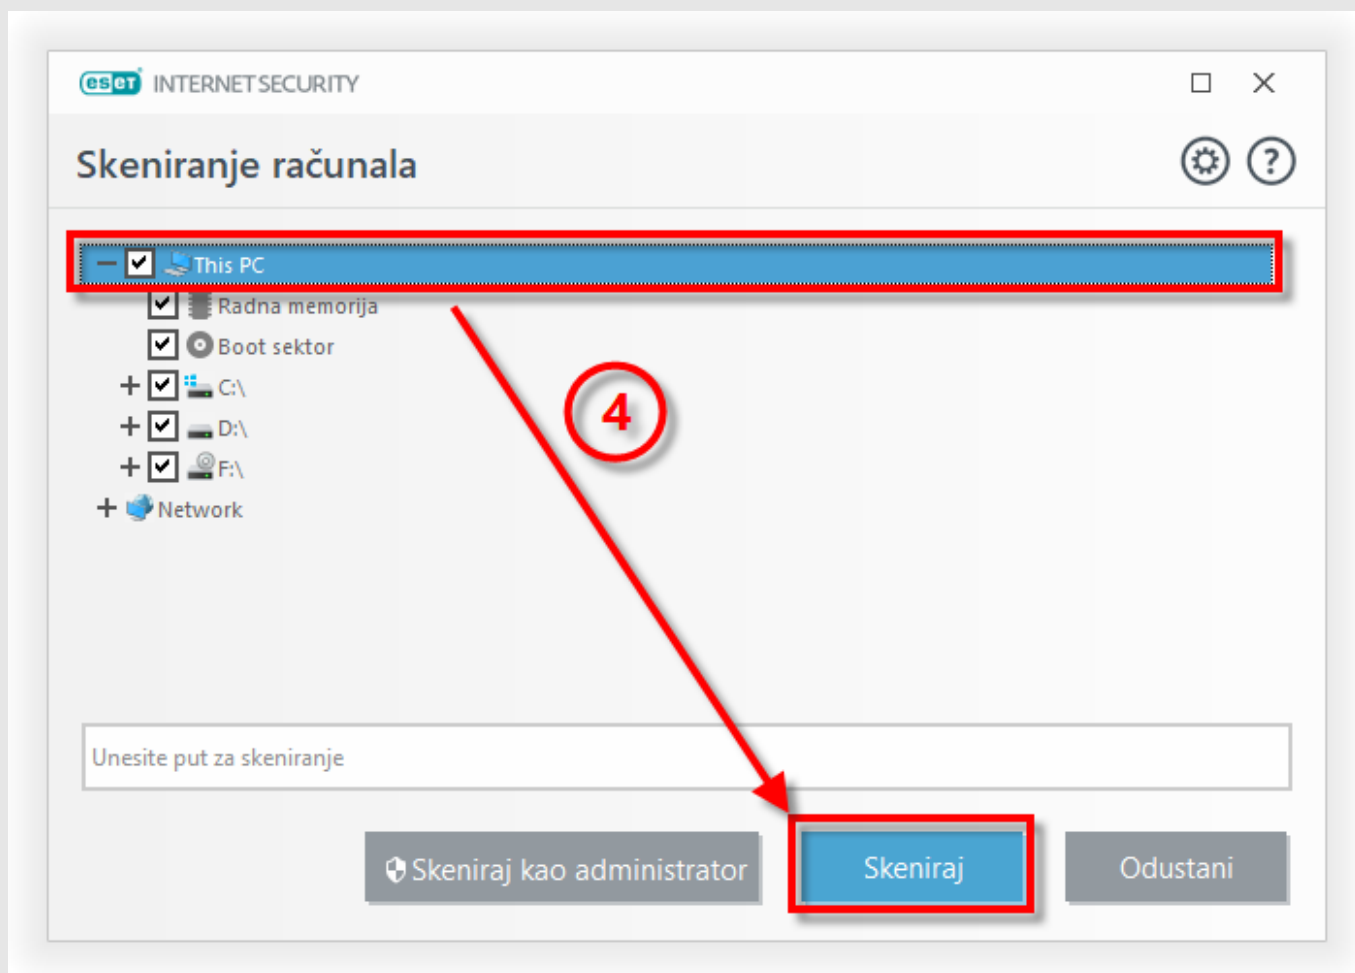 eset INTERNET SECURITY
Skeniranje računala
This PC
Radna memorija
Boot sektor
C:\
D:\
F:\
Network
4
Unesite put za skeniranje
Skeniraj kao administrator
Skeniraj
Odustani